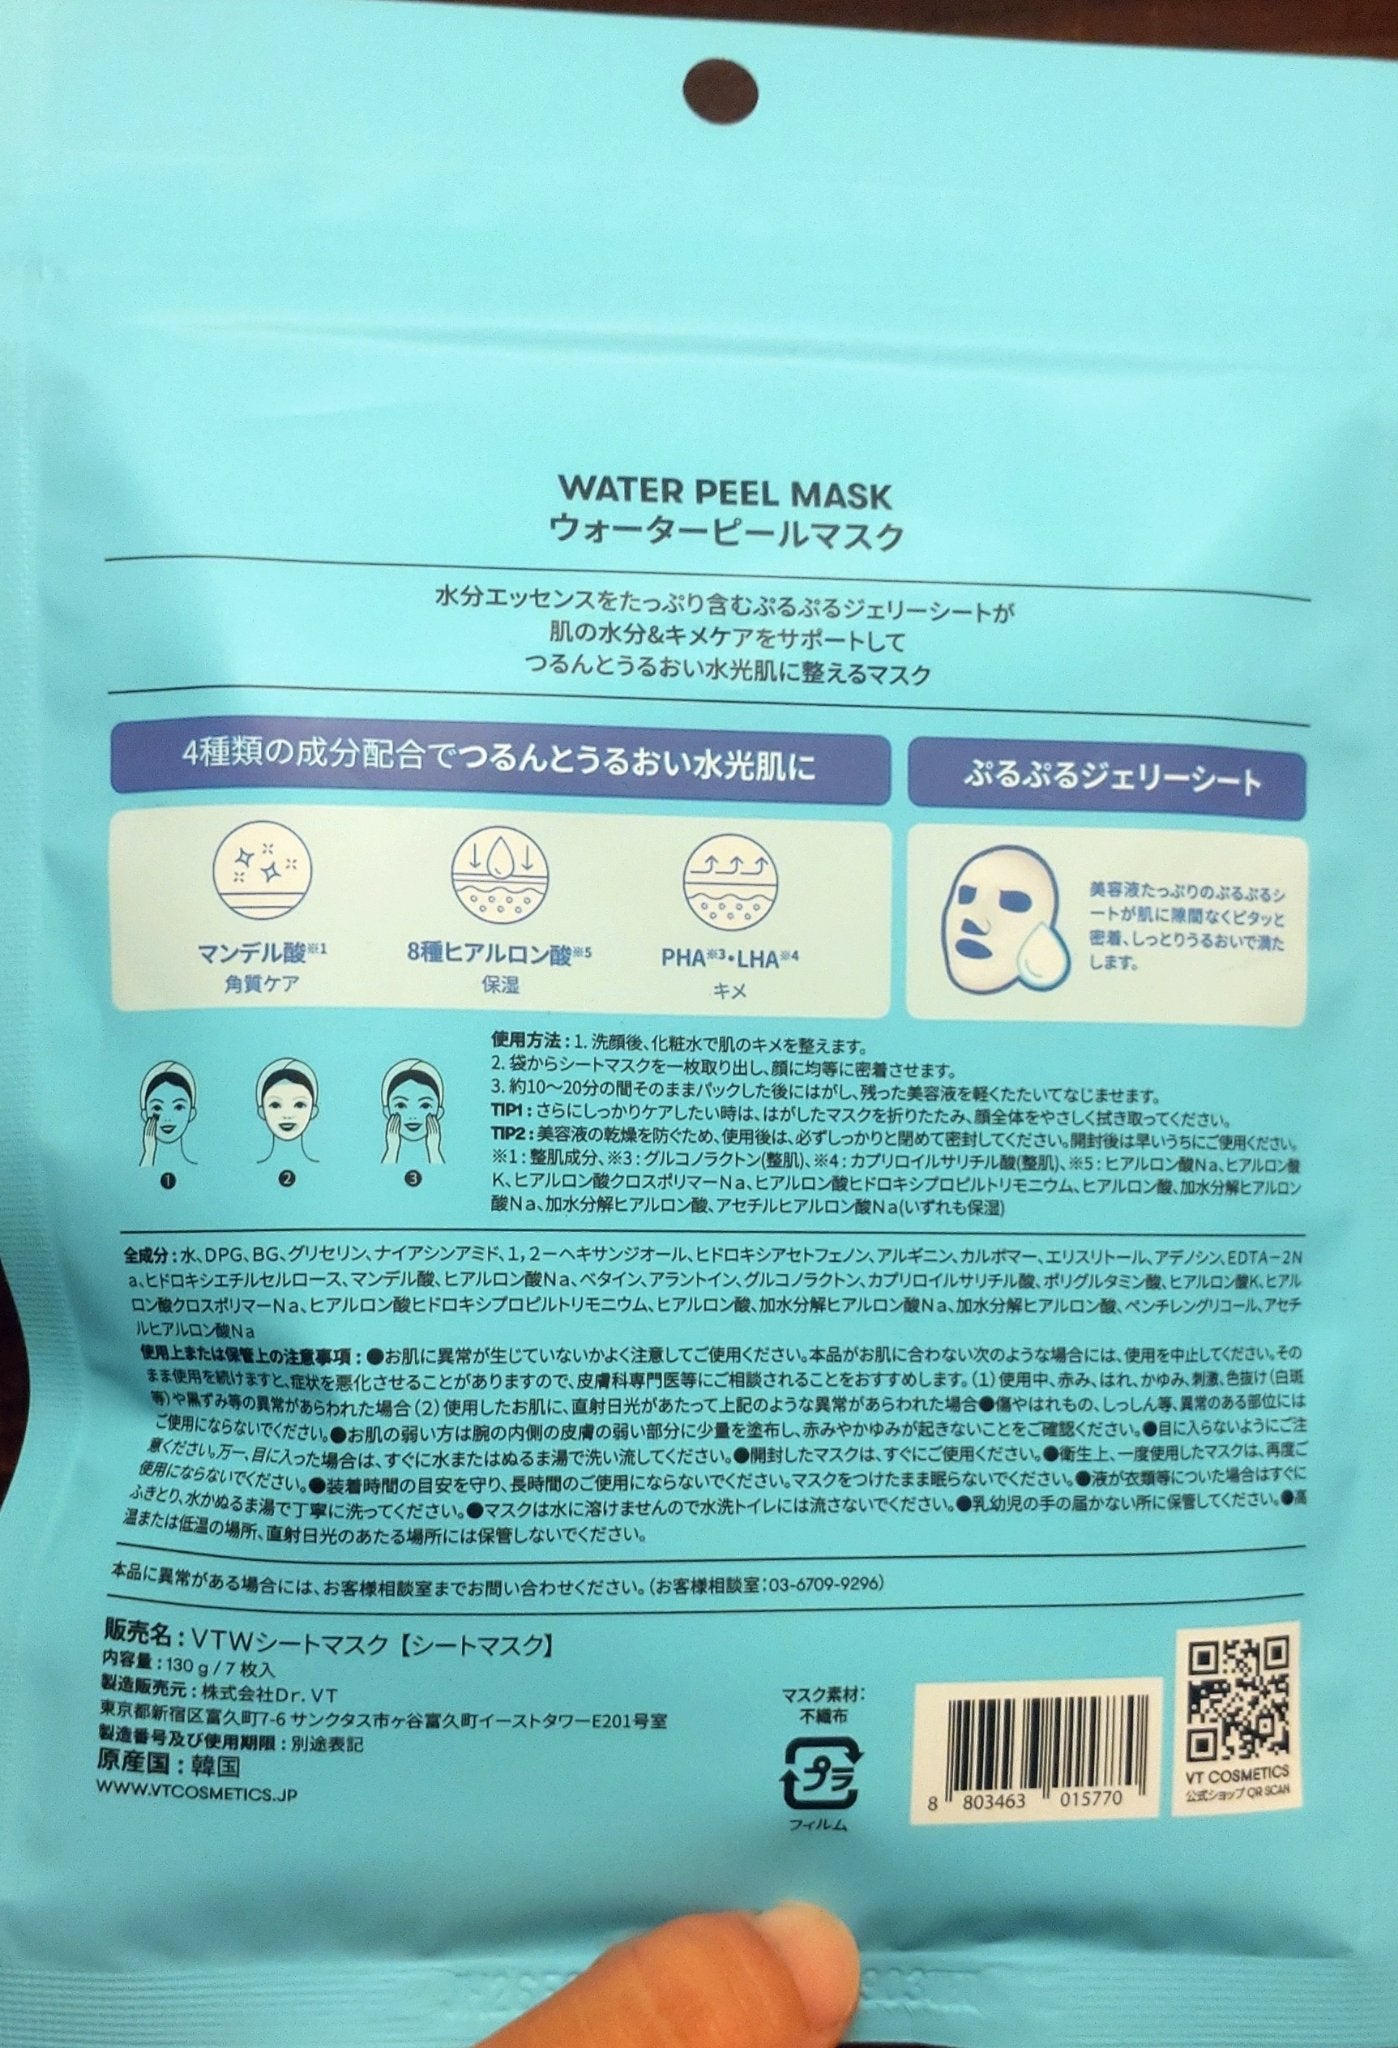 WATER PEEL MASK
ウォーターピールマスク
水分エッセンスをたっぷり含むぷるぷるジェリーシートが
肌の水分&キメケアをサポートして
つるんとうるおい水光肌に整えるマスク
4種類の成分配合でつるんとうるおい水光肌に
ぷるぷるジェリーシート
マンデル酸※1
角質ケア
8種ヒアルロン酸※5
保湿
PHA※3・LHA※4
キメ
美容液たっぷりのぷるぷるシ
ートが肌に隙間なくピタッと
密着、しっとりうるおいで満た
します。
1
2
3
使用方法：1. 洗顔後、化粧水で肌のキメを整えます。
2. 袋からシートマスクを一枚取り出し、顔に均等に密着させます。
3. 約10〜20分の間そのままパックした後にはがし、残った美容液を軽くたたいてなじませます。
TIP1：さらにしっかりケアしたい時は、はがしたマスクを折りたたみ、顔全体をやさしく拭き取ってください。
TIP2：美容液の乾燥を防ぐため、使用後は、必ずしっかりと閉めて密封してください。開封後は早いうちにご使用ください。
※1：整肌成分、※3：グルコノラクトン(整肌)、※4：カプリロイルサリチル酸(整肌)、※5：ヒアルロン酸Na、ヒアルロン酸
K、ヒアルロン酸クロスポリマーNa、ヒアルロン酸ヒドロキシプロピルトリモニウム、ヒアルロン酸、加水分解ヒアルロン
酸Na、加水分解ヒアルロン酸、アセチルヒアルロン酸Na(いずれも保湿)
全成分：水、DPG、BG、グリセリン、ナイアシンアミド、1，2−ヘキサンジオール、ヒドロキシアセトフェノン、アルギニン、カルボマー、エリスリトール、アデノシン、EDTA−2N
a、ヒドロキシエチルセルロース、マンデル酸、ヒアルロン酸Na、ベタイン、アラントイン、グルコノラクトン、カプリロイルサリチル酸、ポリグルタミン酸、ヒアルロン酸K、ヒアル
ロン酸クロスポリマーNa、ヒアルロン酸ヒドロキシプロピルトリモニウム、ヒアルロン酸、加水分解ヒアルロン酸Na、加水分解ヒアルロン酸、ペンチレングリコール、アセチ
ルヒアルロン酸Na
使用上または保管上の注意事項：●お肌に異常が生じていないかよく注意してご使用ください。本品がお肌に合わない次のような場合には、使用を中止してください。その
まま使用を続けますと、症状を悪化させることがありますので、皮膚科専門医等にご相談されることをおすすめします。(1) 使用中、赤み、はれ、かゆみ、刺激、色抜け(白斑
等)や黒ずみ等の異常があらわれた場合 (2) 使用したお肌に、直射日光があたって上記のような異常があらわれた場合●傷やはれもの、しっしん等、異常のある部位には
ご使用にならないでください。●お肌の弱い方は腕の内側の皮膚の弱い部分に少量を塗布し、赤みやかゆみが起きないことをご確認ください。●目に入らないようにご注
意ください。万一、目に入った場合は、すぐに水またはぬるま湯で洗い流してください。●開封したマスクは、すぐにご使用ください。●衛生上、一度使用したマスクは、再度ご
使用にならないでください。●装着時間の目安を守り、長時間のご使用にならないでください。マスクをつけたまま眠らないでください。●液が衣類等についた場合はすぐに
ふきとり、水かぬるま湯で丁寧に洗ってください。●マスクは水に溶けませんので水洗トイレには流さないでください。●乳幼児の手の届かない所に保管してください。●高
温または低温の場所、直射日光のあたる場所には保管しないでください。
本品に異常がある場合には、お客様相談室までお問い合わせください。(お客様相談室：03-6709-9296)
販売名：VTWシートマスク【シートマスク】
内容量：130 g / 7 枚入
製造販売元：株式会社Dr. VT
東京都新宿区富久町7-6 サンクタス市ヶ谷富久町イーストタワーE201号室
製造番号及び使用期限：別途表記
原産国：韓国
WWW.VTCOSMETICS.JP
マスク素材：
不織布
プラ
フィルム
8 803463 015770
VT COSMETICS
公式ショップ QR SCAN